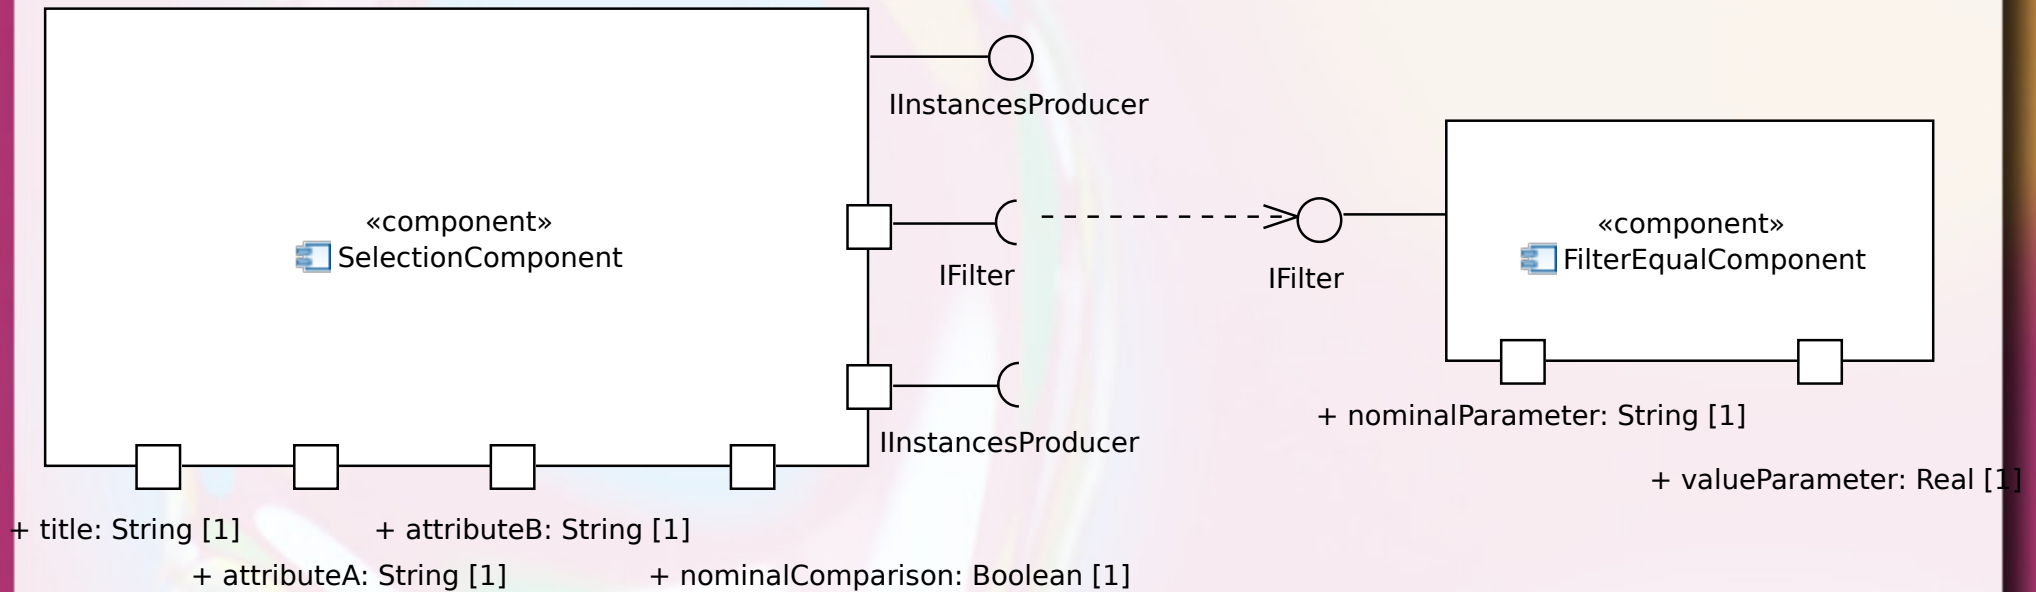 IInstancesProducer
«component»
SelectionComponent
IFilter
IFilter
«component»
FilterEqualComponent
IInstancesProducer
+ nominalParameter: String [1]
+ valueParameter: Real [1]
+ title: String [1]
+ attributeB: String [1]
+ attributeA: String [1]
+ nominalComparison: Boolean [1]